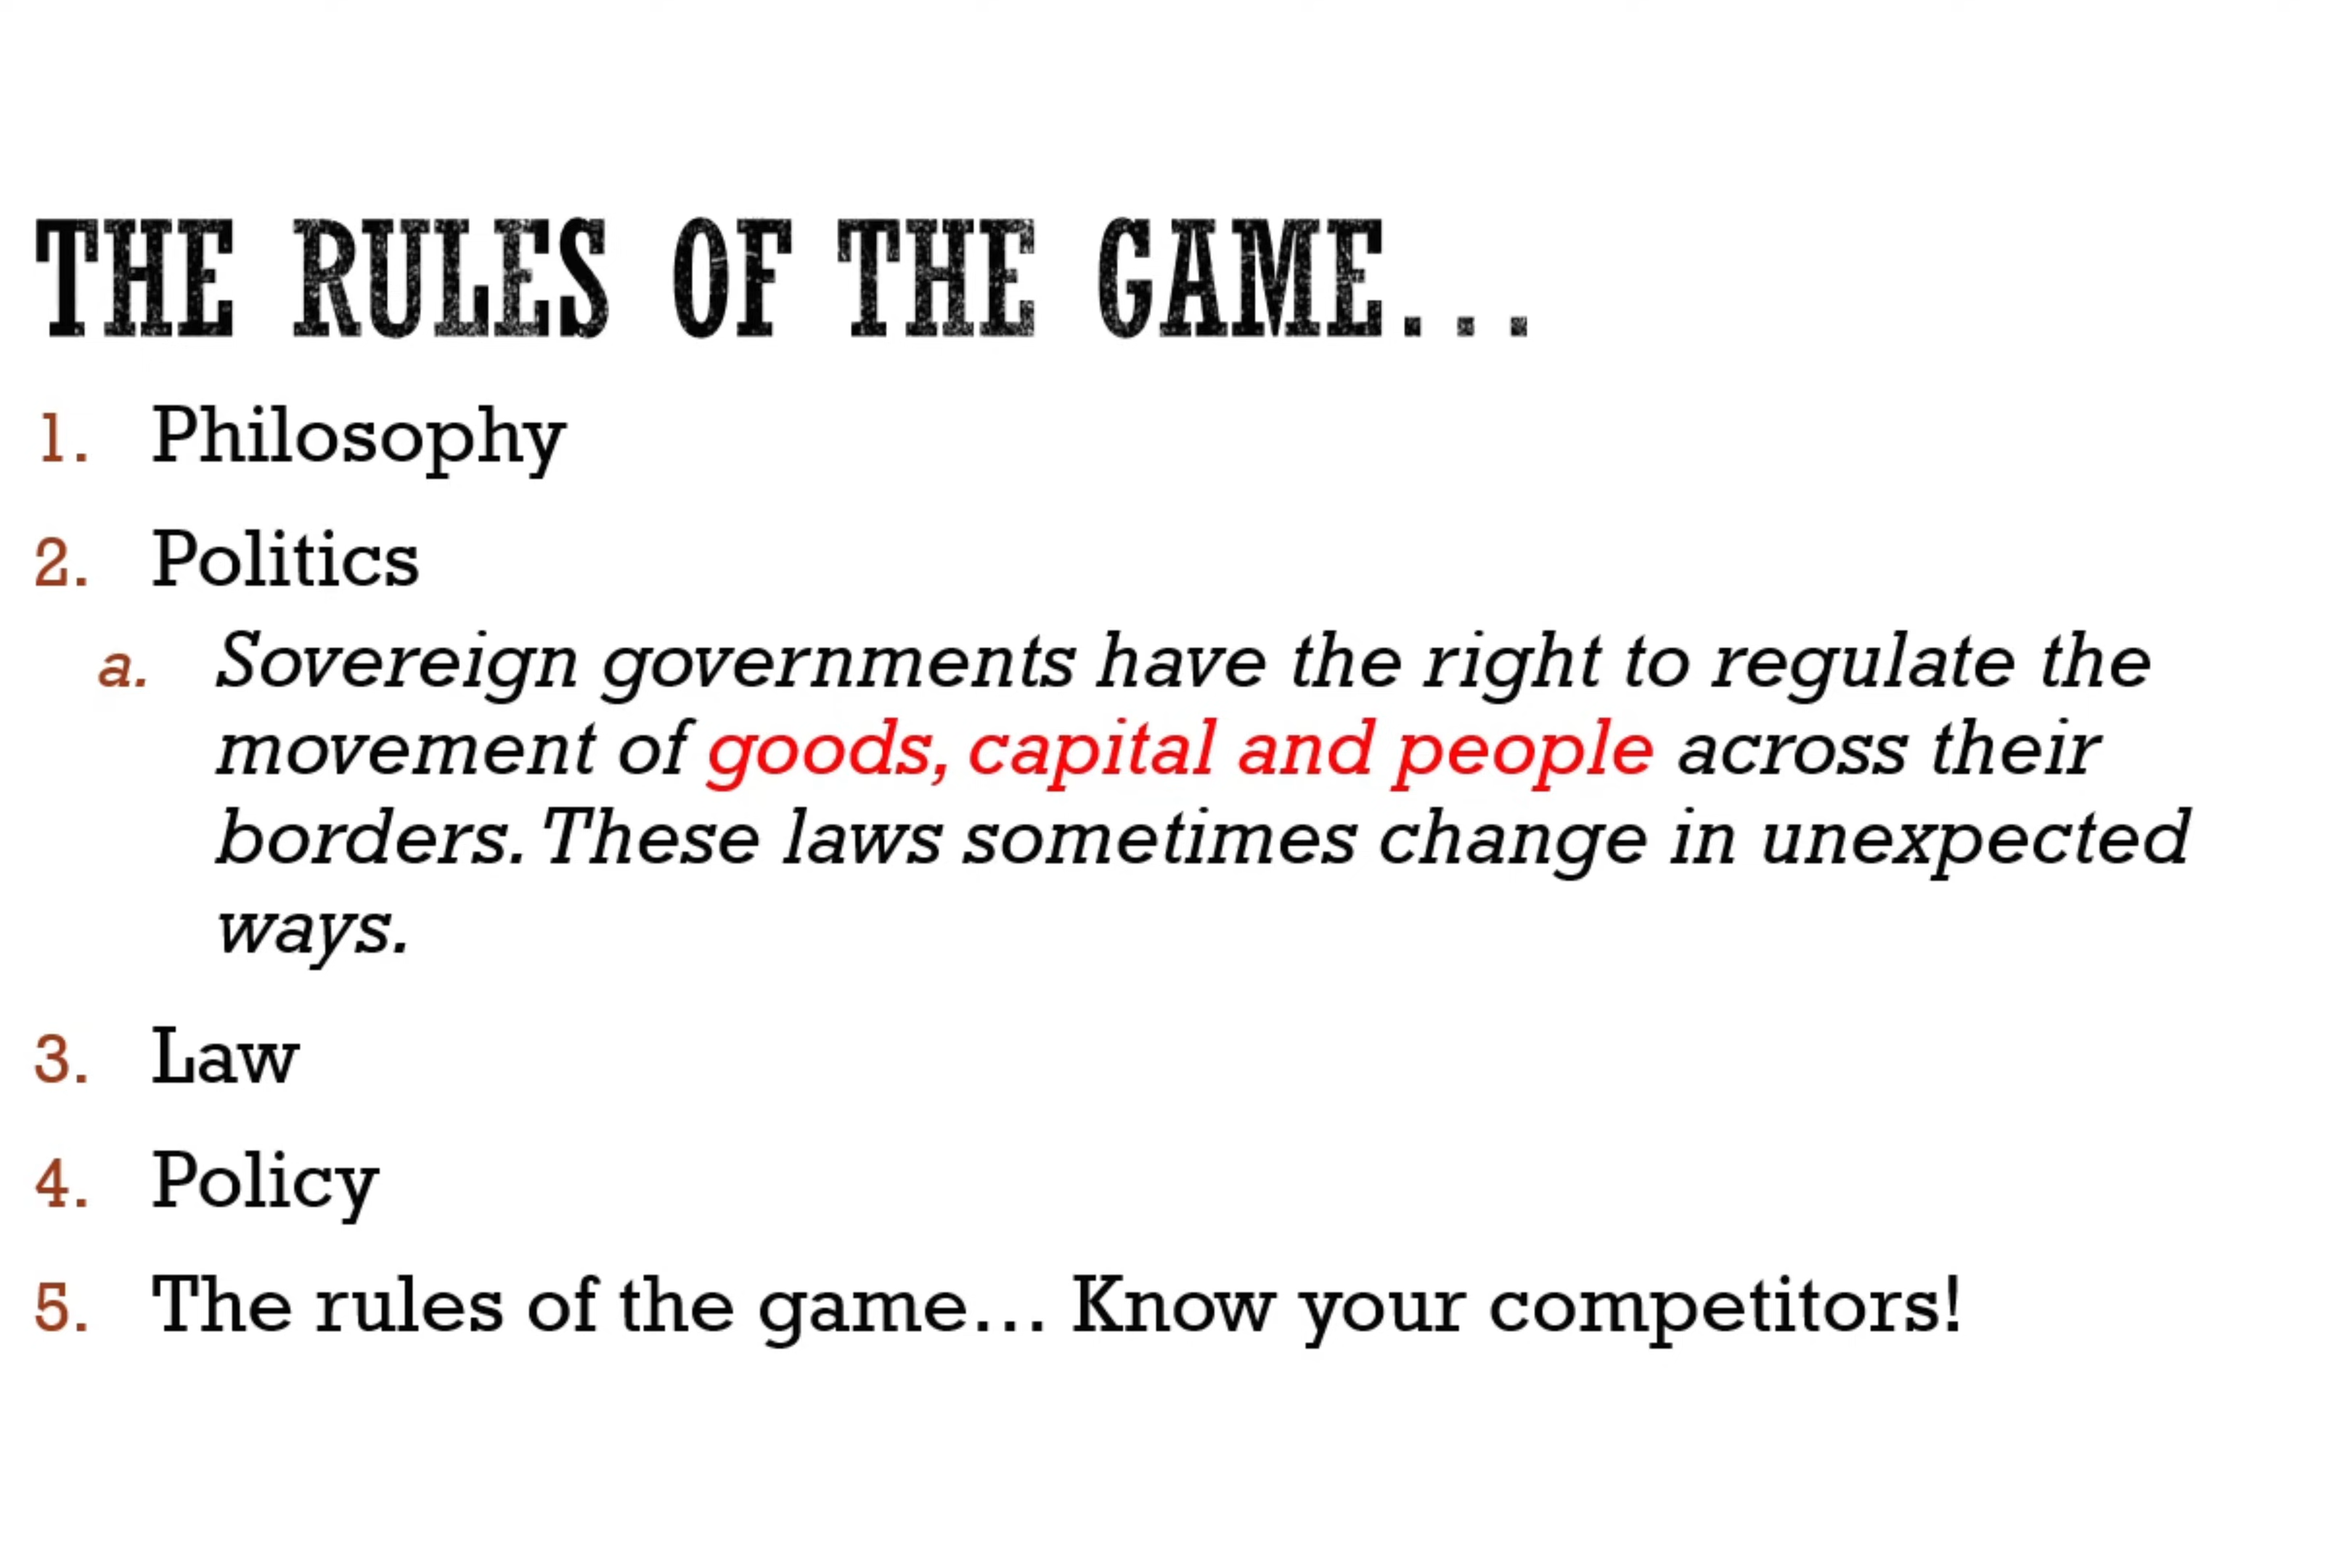 THE RULES OF THE GAME...
1. Philosophy
2. Politics
a. Sovereign governments have the right to regulate the
movement of goods, capital and people across their
borders. These laws sometimes change in unexpected
ways.
3. Law
4. Policy
5. The rules of the game... Know your competitors!